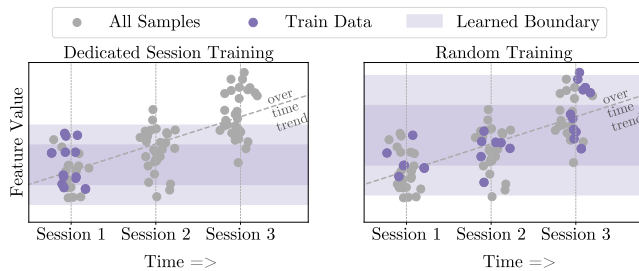 All Samples
Train Data
Learned Boundary
Dedicated Session Training
Random Training
Feature Value
over
time
trend
over
time
trend
Session 1
Session 2
Session 3
Session 1
Session 2
Session 3
Time =>
Time =>